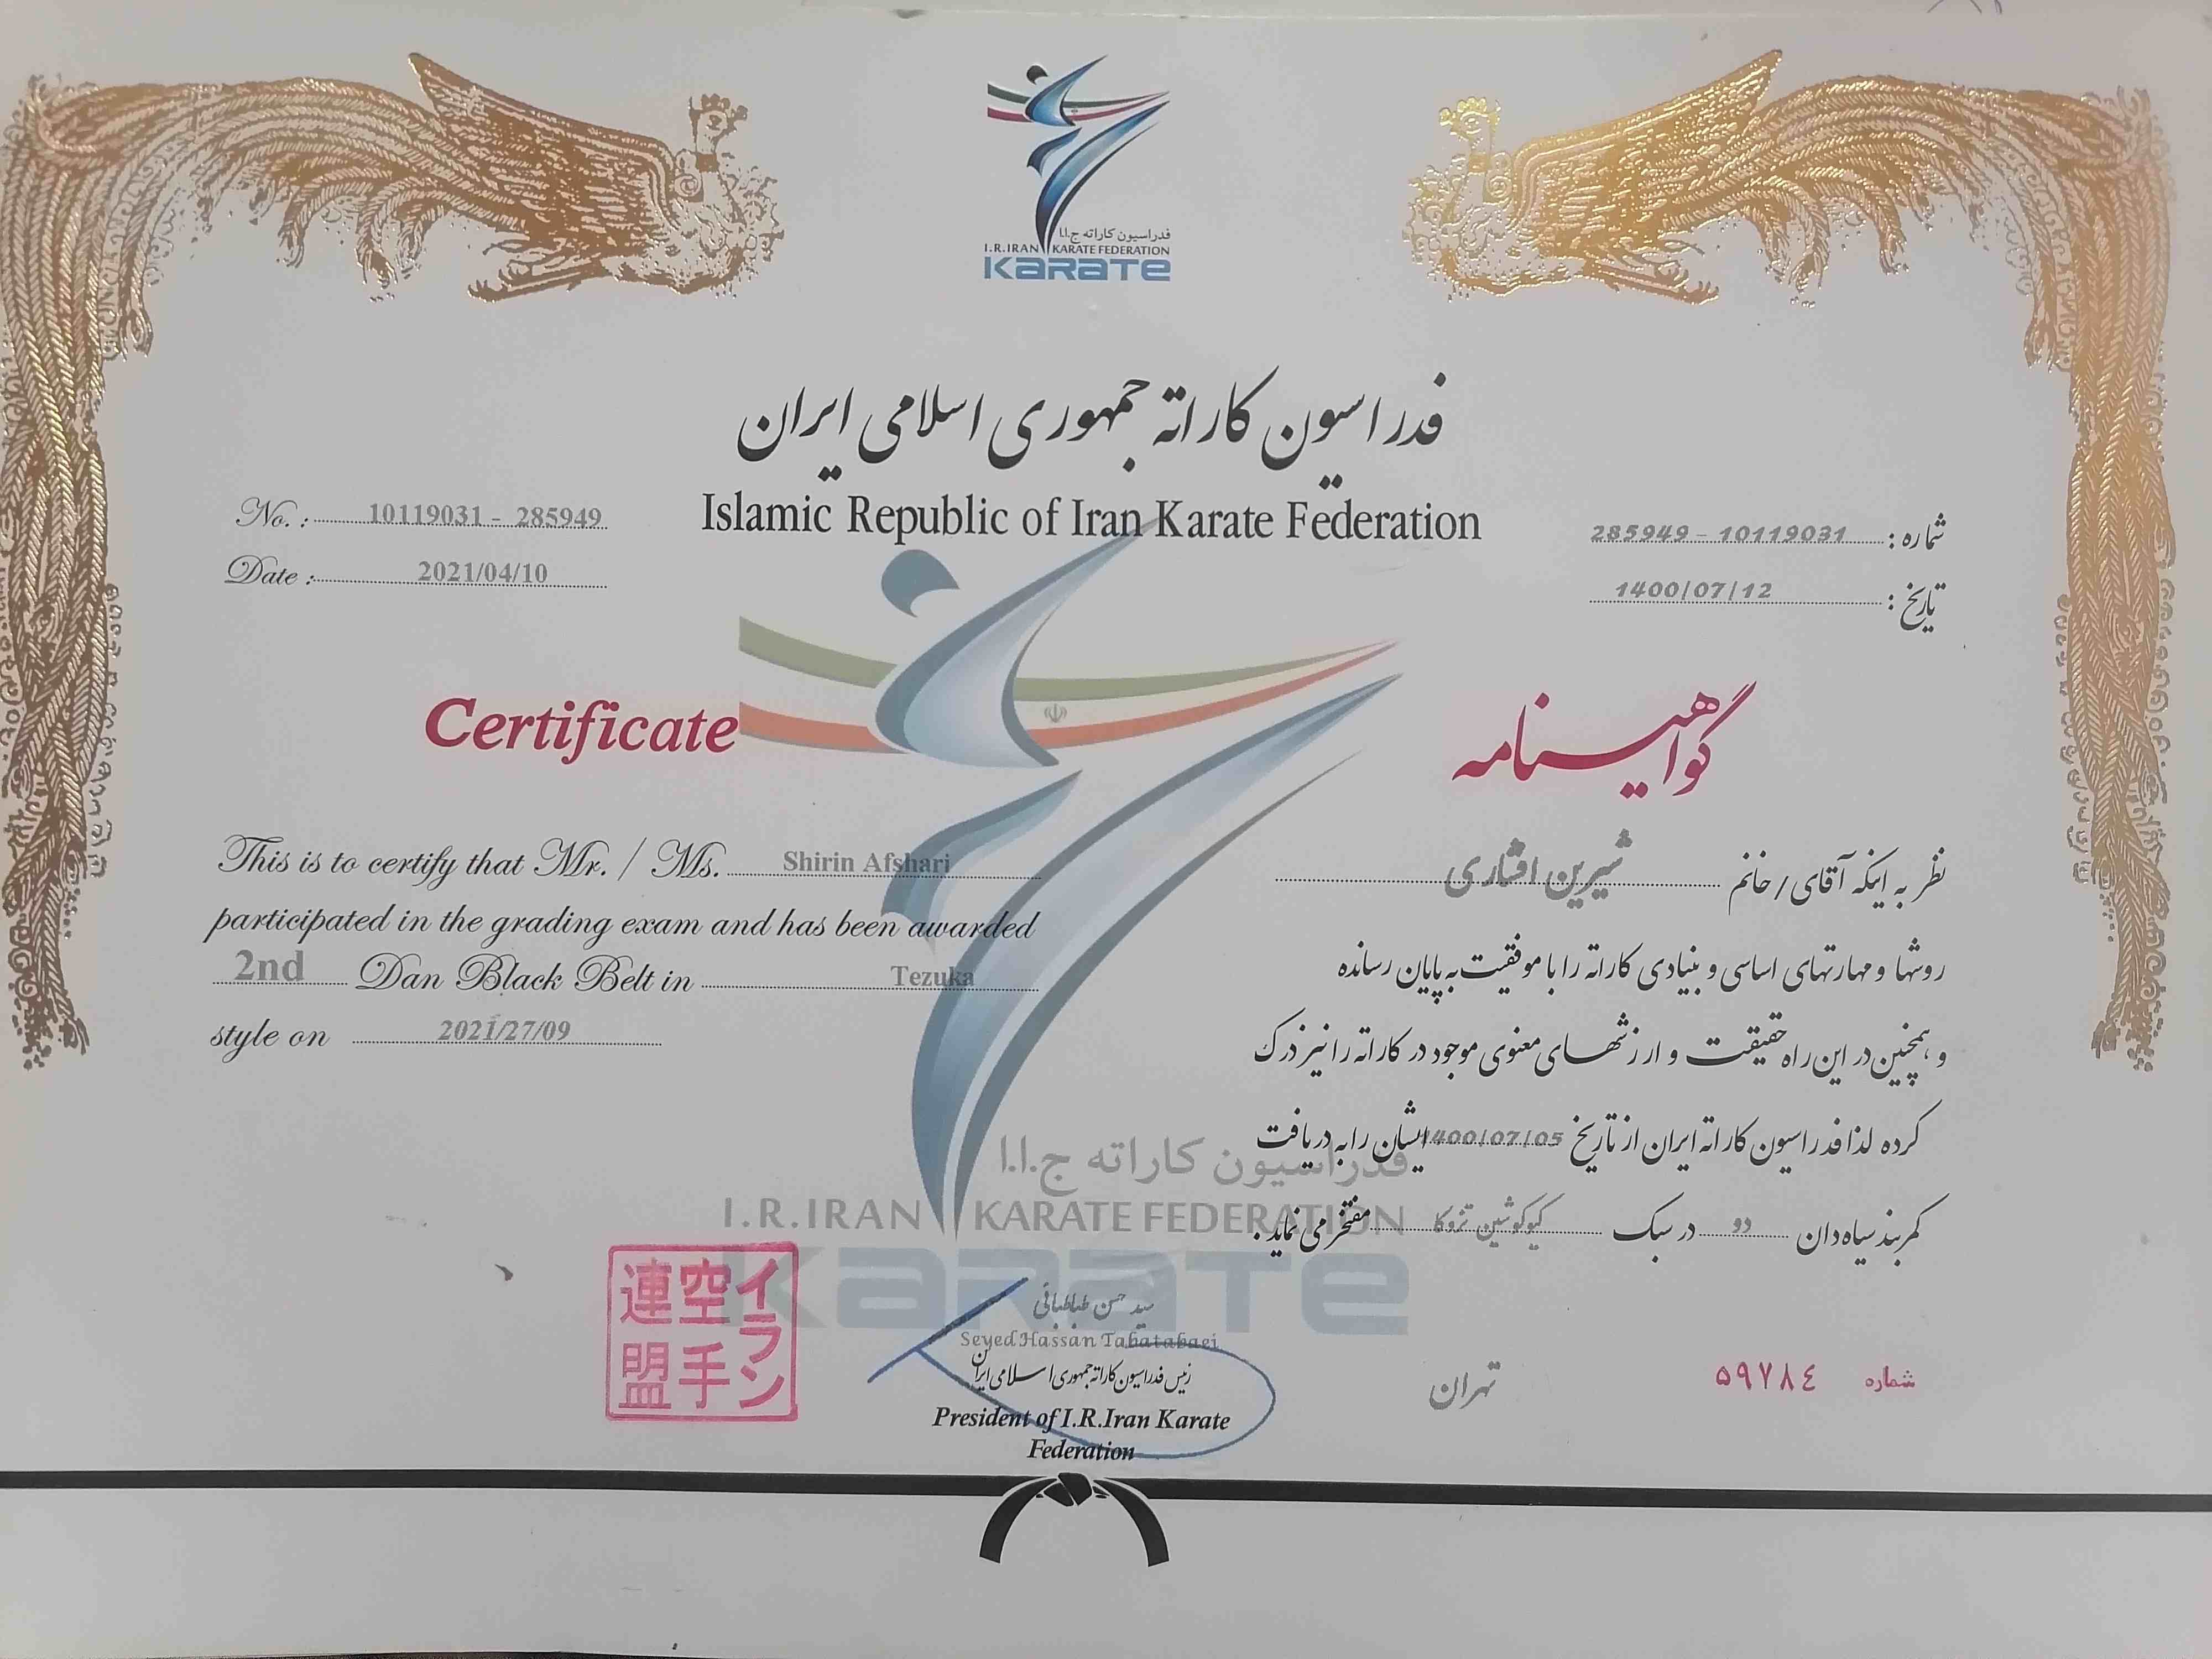 فدراسیون کاراته ج.ا.ا
I.R.IRAN KARATE FEDERATION
KARATE
فدراسیون کاراته جمهوری اسلامی ایران
Islamic Republic of Iran Karate Federation
No. : 10119031 - 285949
Date : 2021/04/10
شماره : 285949 - 10119031
تاریخ : 1400/07/12
Certificate
This is to certify that Mr. / Ms. Shirin Afshari
participated in the grading exam and has been awarded
2nd Dan Black Belt in Tezuka
style on 2021/27/09
گواهینامه
نظر به اینکه آقای / خانم شیرین افشاری
روشها و مهارتهای اساسی و بنیادی کاراته را با موفقیت به پایان رسانده
و همچنین در این راه حقیقت و ارزشهای معنوی موجود در کاراته را نیز درک
کرده لذا فدراسیون کاراته ایران از تاریخ 1400/07/05 ایشان را به دریافت
کمربند سیاه دان دو در سبک کیوکوشین تزوکا مفتخر می نماید .
فدراسیون کاراته ج.ا.ا
I.R.IRAN KARATE FEDERATION
KARATE
イラン
空手
連盟
سید حسن طباطبائی
Seyed Hassan Tabatabaei
رئیس فدراسیون کاراته جمهوری اسلامی ایران
President of I.R.Iran Karate
Federation
تهران
شماره ۵۹۷۸٤